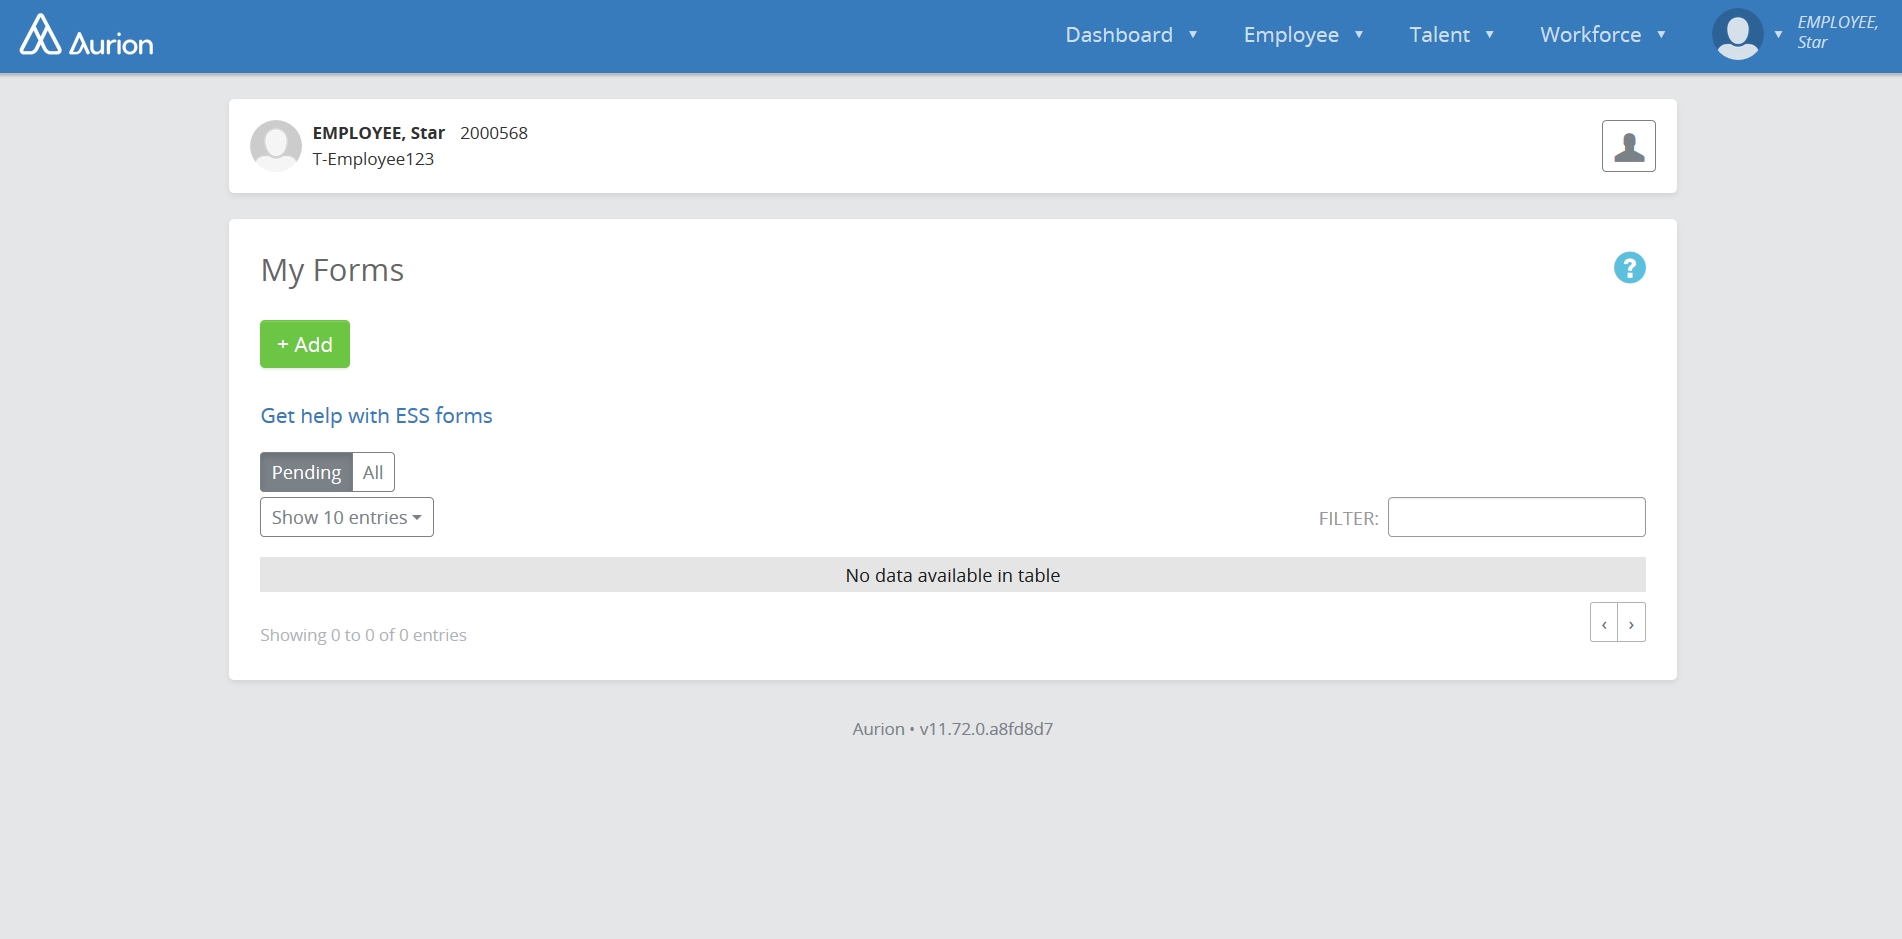 Aurion
Dashboard ▼ Employee ▼ Talent ▼ Workforce ▼ ▼ EMPLOYEE,
Star
EMPLOYEE, Star 2000568
T-Employee123
My Forms
?
+ Add
Get help with ESS forms
Pending All
Show 10 entries
FILTER:
No data available in table
Showing 0 to 0 of 0 entries
‹ ›
Aurion • v11.72.0.a8fd8d7